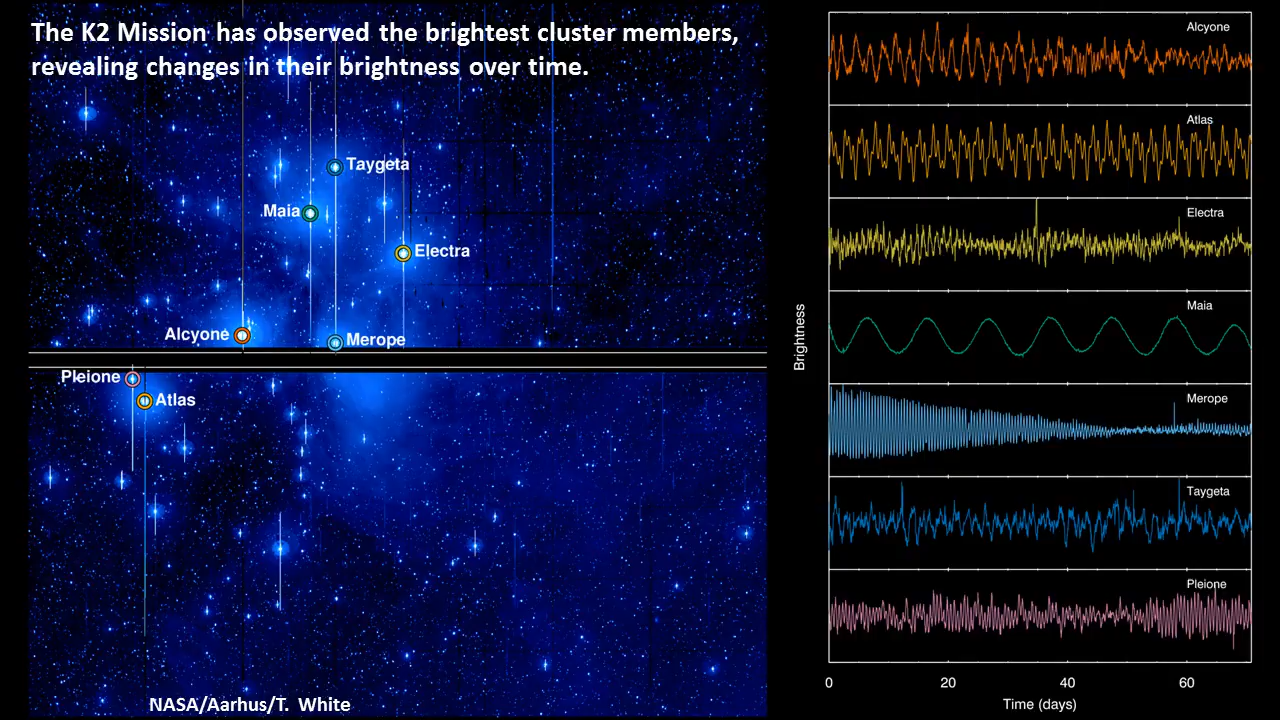 The K2 Mission has observed the brightest cluster members,
revealing changes in their brightness over time.
Taygeta
Maia
Electra
Alcyone
Merope
Pleione
Atlas
NASA/Aarhus/T. White
Alcyone
Atlas
Electra
Maia
Merope
Taygeta
Pleione
Brightness
0 20 40 60
Time (days)